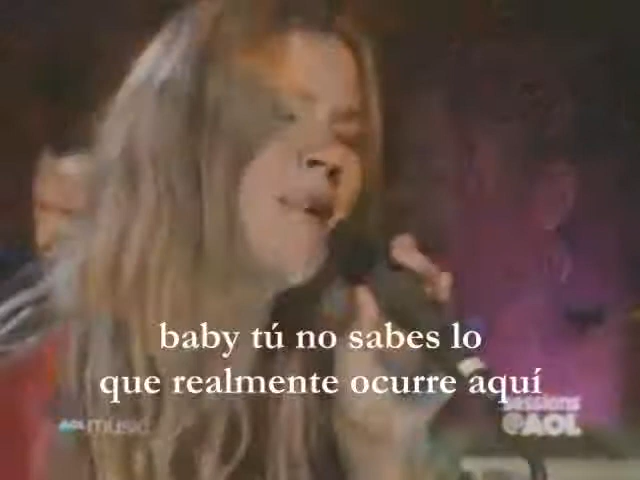 baby tú no sabes lo
que realmente ocurre aquí
AOL music
sessions
@AOL